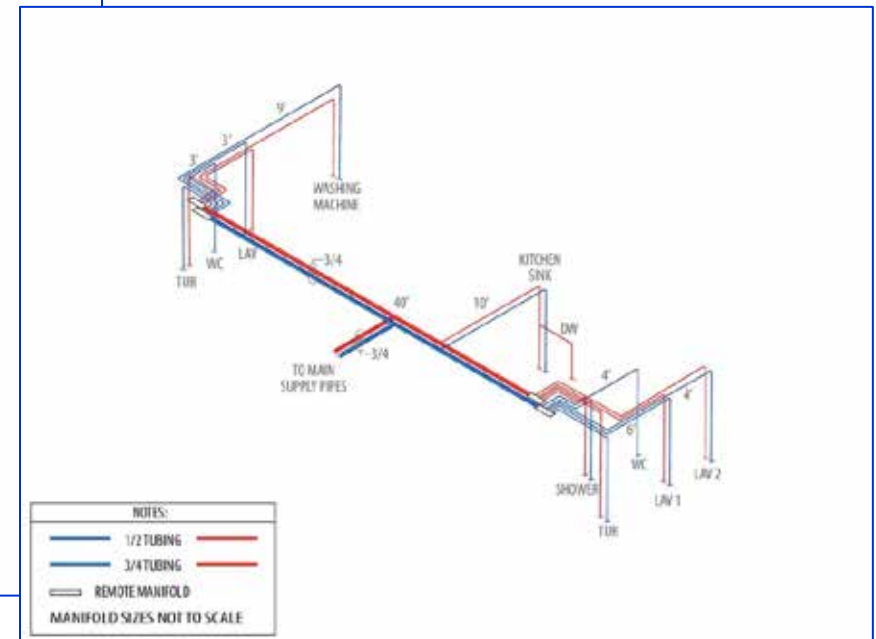 9'
3'
3'
WASHING
MACHINE
LAV
WC
TUB
3/4
40'
KITCHEN
SINK
10'
DW
3/4
TO MAIN
SUPPLY PIPES
4'
4'
6'
WC
LAV 2
SHOWER
LAV 1
TUB
NOTES:
1/2 TUBING
3/4 TUBING
REMOTE MANIFOLD
MANIFOLD SIZES NOT TO SCALE